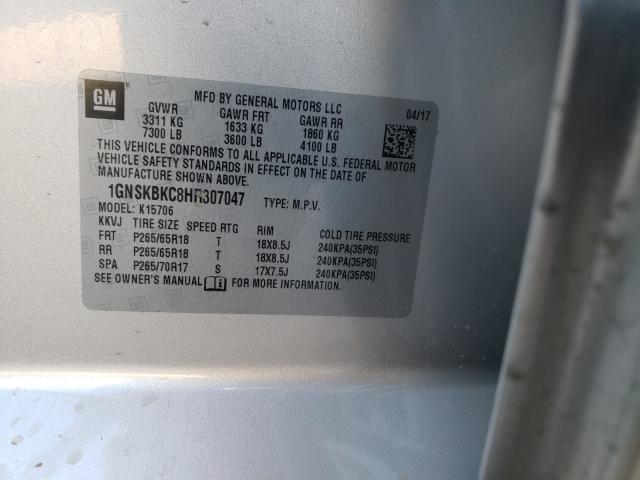 GM
MFD BY GENERAL MOTORS LLC
04/17
GVWR GAWR FRT GAWR RR
3311 KG 1633 KG 1860 KG
7300 LB 3600 LB 4100 LB
THIS VEHICLE CONFORMS TO ALL APPLICABLE U.S. FEDERAL MOTOR
VEHICLE SAFETY STANDARDS IN EFFECT ON THE DATE OF
MANUFACTURE SHOWN ABOVE.
1GNSKBKC8HR307047 TYPE: M.P.V.
MODEL: K15706
KKVJ TIRE SIZE SPEED RTG RIM COLD TIRE PRESSURE
FRT P265/65R18 T 18X8.5J 240KPA(35PSI)
RR P265/65R18 T 18X8.5J 240KPA(35PSI)
SPA P265/70R17 S 17X7.5J 240KPA(35PSI)
SEE OWNER'S MANUAL FOR MORE INFORMATION.